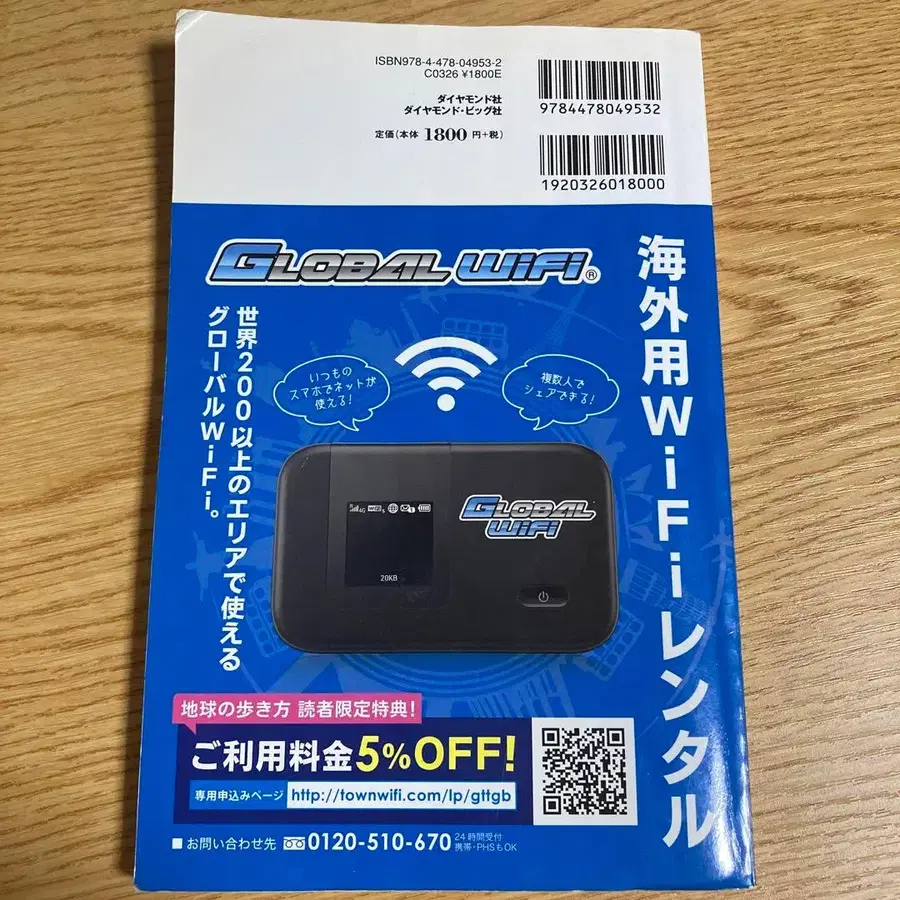 ISBN978-4-478-04953-2
C0326 ¥1800E
ダイヤモンド社
ダイヤモンド・ビッグ社
定価(本体1800円+税)
9784478049532
1920326018000
GLOBAL WiFi®
海外用WiFiレンタル
世界200以上のエリアで使える
グローバルWiFi。
いつもの
スマホでネットが
使える!
複数人で
シェアできる!
4G
20KB
GLOBAL
WiFi
地球の歩き方 読者限定特典!
ご利用料金5%OFF!
専用申込みページ http://townwifi.com/lp/gttgb
■お問い合わせ先 0120-510-670 24時間受付
携帯・PHSもOK